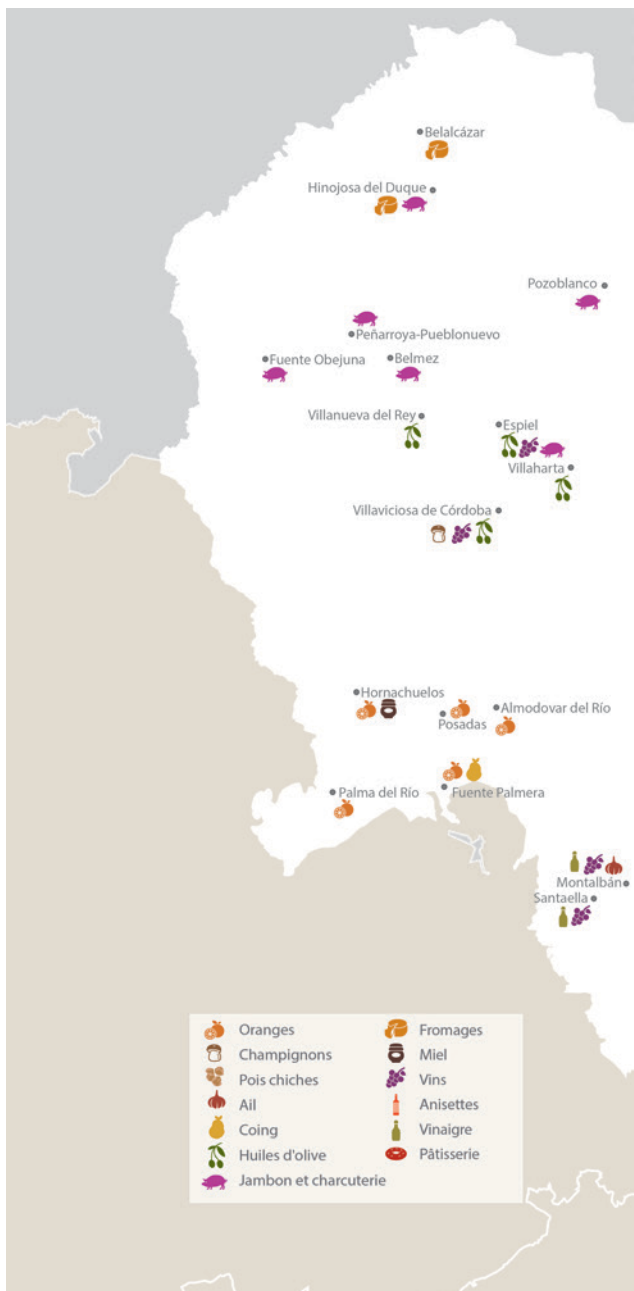 Belalcázar
Hinojosa del Duque
Pozoblanco
Peñarroya-Pueblonuevo
Fuente Obejuna
Belmez
Villanueva del Rey
Espiel
Villaharta
Villaviciosa de Córdoba
Hornachuelos
Almodovar del Río
Posadas
Palma del Río
Fuente Palmera
Montalbán
Santaella
Oranges
Champignons
Pois chiches
Ail
Coing
Huiles d'olive
Jambon et charcuterie
Fromages
Miel
Vins
Anisettes
Vinaigre
Pâtisserie